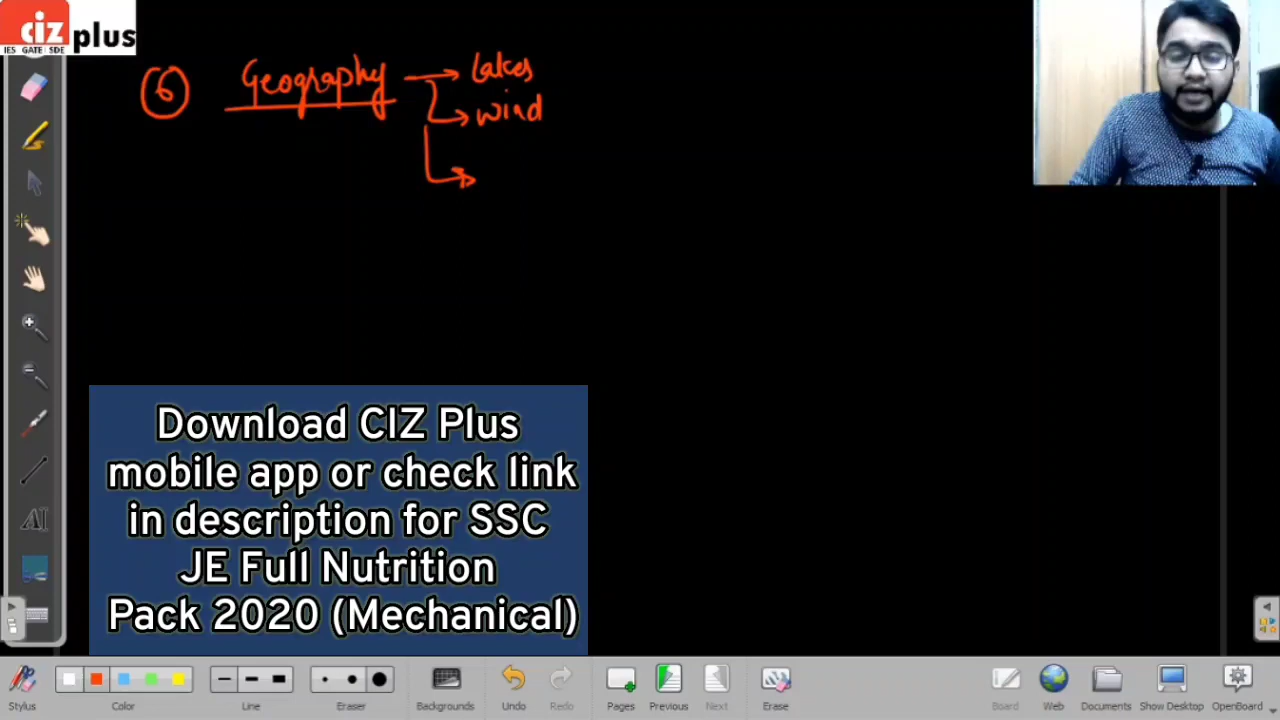 CIZ plus
IES GATE SDE
6 Geography → Lakes
→ wind
Download CIZ Plus
mobile app or check link
in description for SSC
JE Full Nutrition
Pack 2020 (Mechanical)
Stylus Color Line Eraser Backgrounds Undo Redo Pages Previous Next Erase Board Web Documents Show Desktop OpenBoard